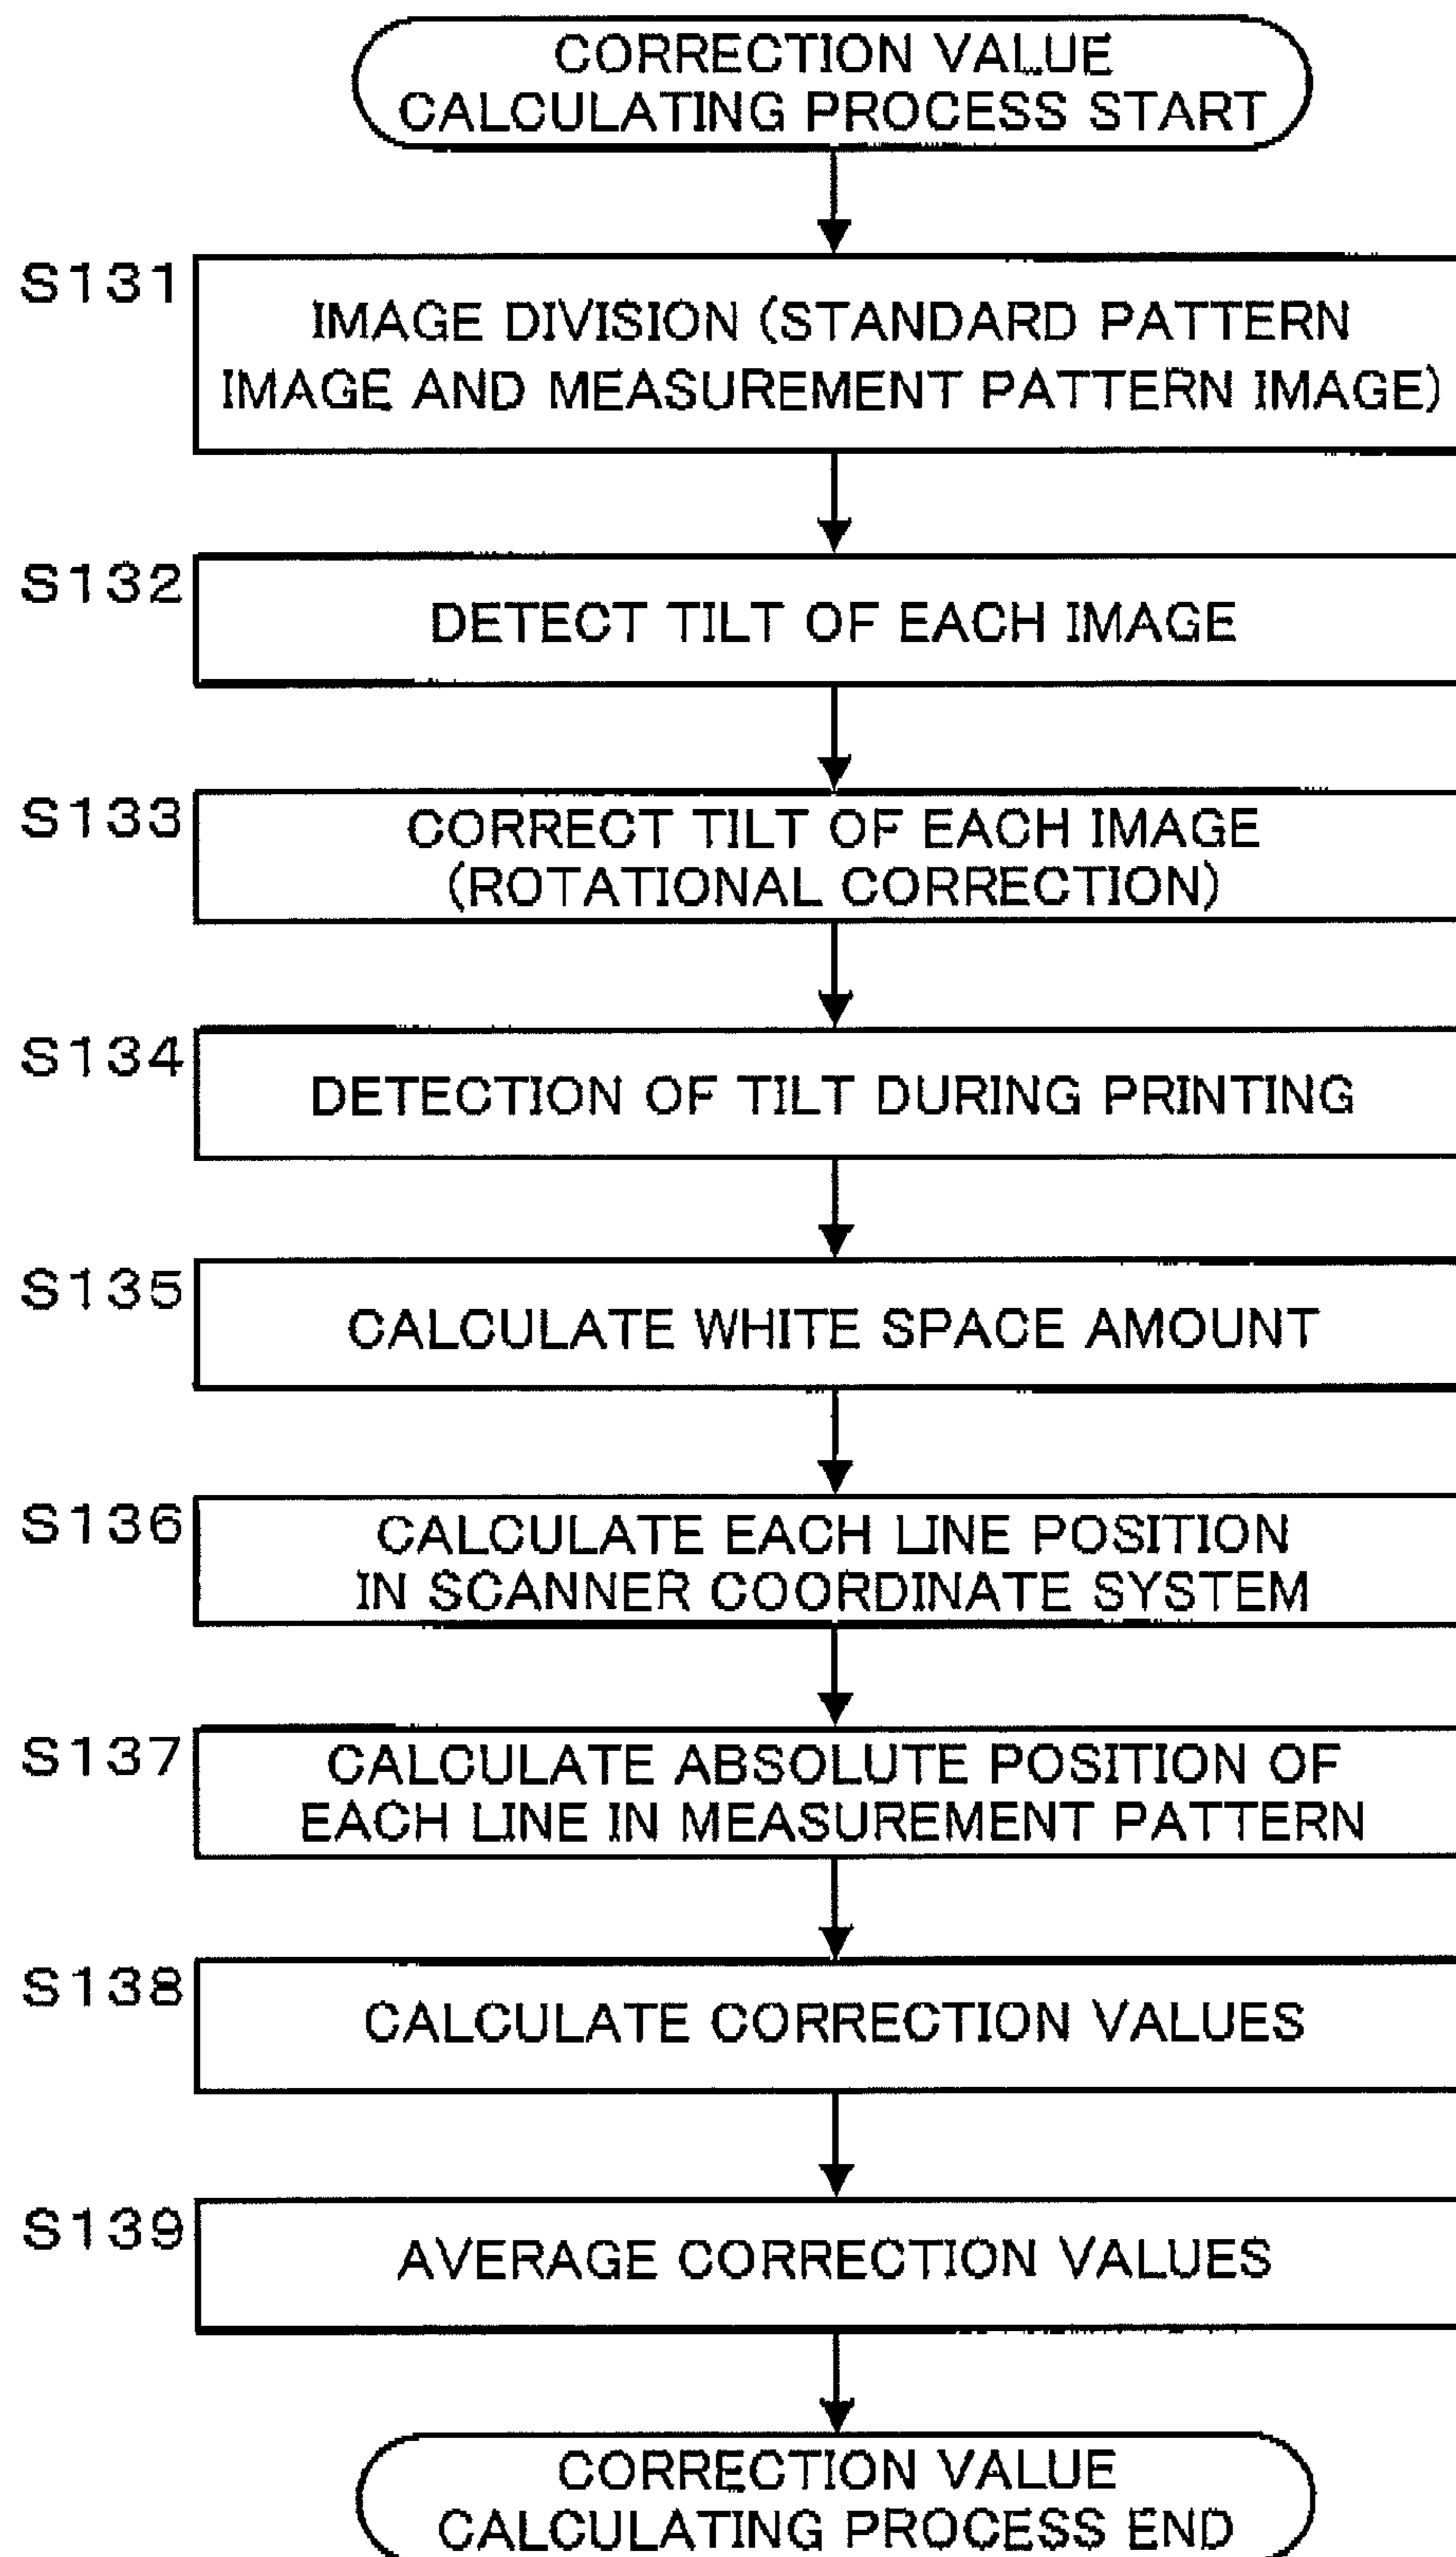 CORRECTION VALUE
CALCULATING PROCESS START
S131
IMAGE DIVISION (STANDARD PATTERN
IMAGE AND MEASUREMENT PATTERN IMAGE)
S132
DETECT TILT OF EACH IMAGE
S133
CORRECT TILT OF EACH IMAGE
(ROTATIONAL CORRECTION)
S134
DETECTION OF TILT DURING PRINTING
S135
CALCULATE WHITE SPACE AMOUNT
S136
CALCULATE EACH LINE POSITION
IN SCANNER COORDINATE SYSTEM
S137
CALCULATE ABSOLUTE POSITION OF
EACH LINE IN MEASUREMENT PATTERN
S138
CALCULATE CORRECTION VALUES
S139
AVERAGE CORRECTION VALUES
CORRECTION VALUE
CALCULATING PROCESS END